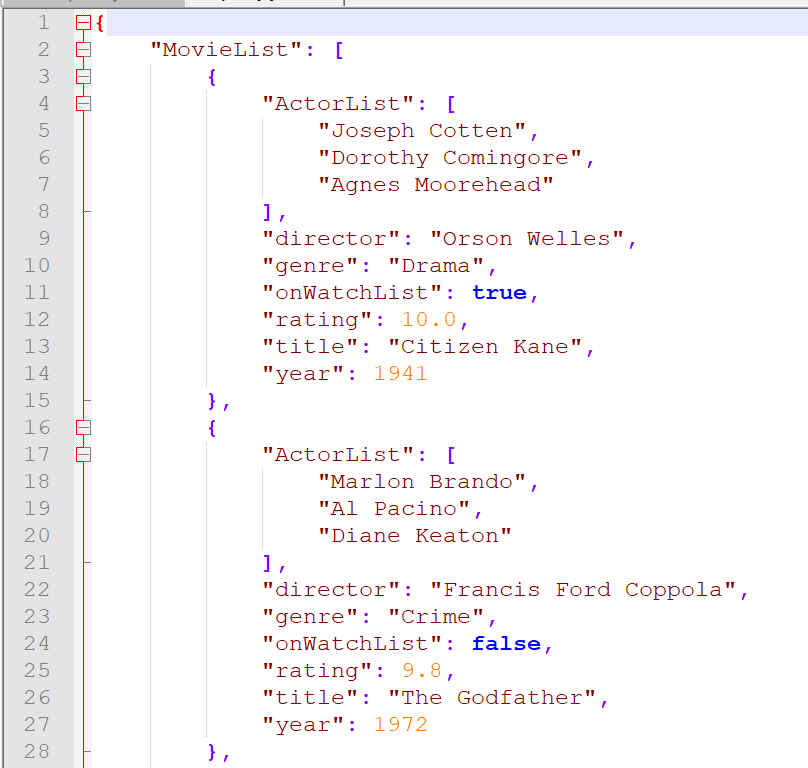 1 {
2 "MovieList": [
3 {
4 "ActorList": [
5 "Joseph Cotten",
6 "Dorothy Comingore",
7 "Agnes Moorehead"
8 ],
9 "director": "Orson Welles",
10 "genre": "Drama",
11 "onWatchList": true,
12 "rating": 10.0,
13 "title": "Citizen Kane",
14 "year": 1941
15 },
16 {
17 "ActorList": [
18 "Marlon Brando",
19 "Al Pacino",
20 "Diane Keaton"
21 ],
22 "director": "Francis Ford Coppola",
23 "genre": "Crime",
24 "onWatchList": false,
25 "rating": 9.8,
26 "title": "The Godfather",
27 "year": 1972
28 },